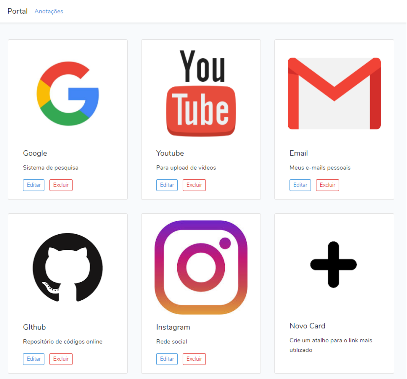 Portal Anotações
You
Tube
Google
Sistema de pesquisa
Editar Excluir
Youtube
Para upload de vídeos
Editar Excluir
Email
Meus e-mails pessoais
Editar Excluir
GIthub
Repositório de códigos online
Editar Excluir
Instagram
Rede social
Editar Excluir
Novo Card
Crie um atalho para o link mais
utilizado